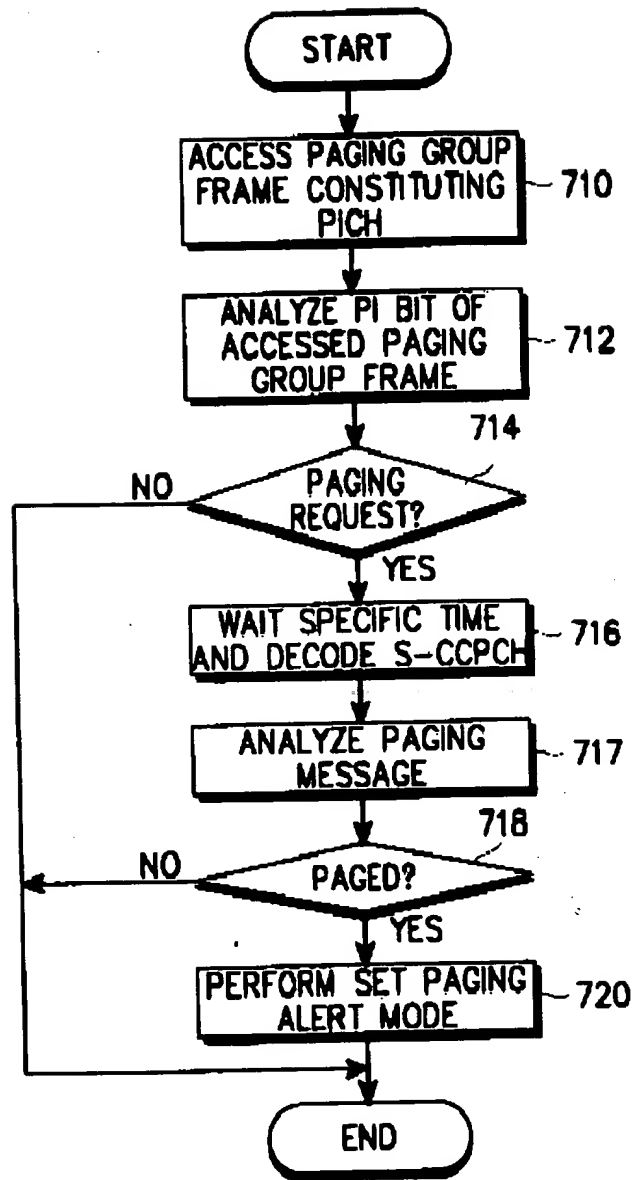 START
ACCESS PAGING GROUP
FRAME CONSTITUTING
PICH
710
ANALYZE PI BIT OF
ACCESSED PAGING
GROUP FRAME
712
714
PAGING
REQUEST?
NO
YES
WAIT SPECIFIC TIME
AND DECODE S-CCPCH
716
ANALYZE PAGING
MESSAGE
717
718
PAGED?
NO
YES
PERFORM SET PAGING
ALERT MODE
720
END